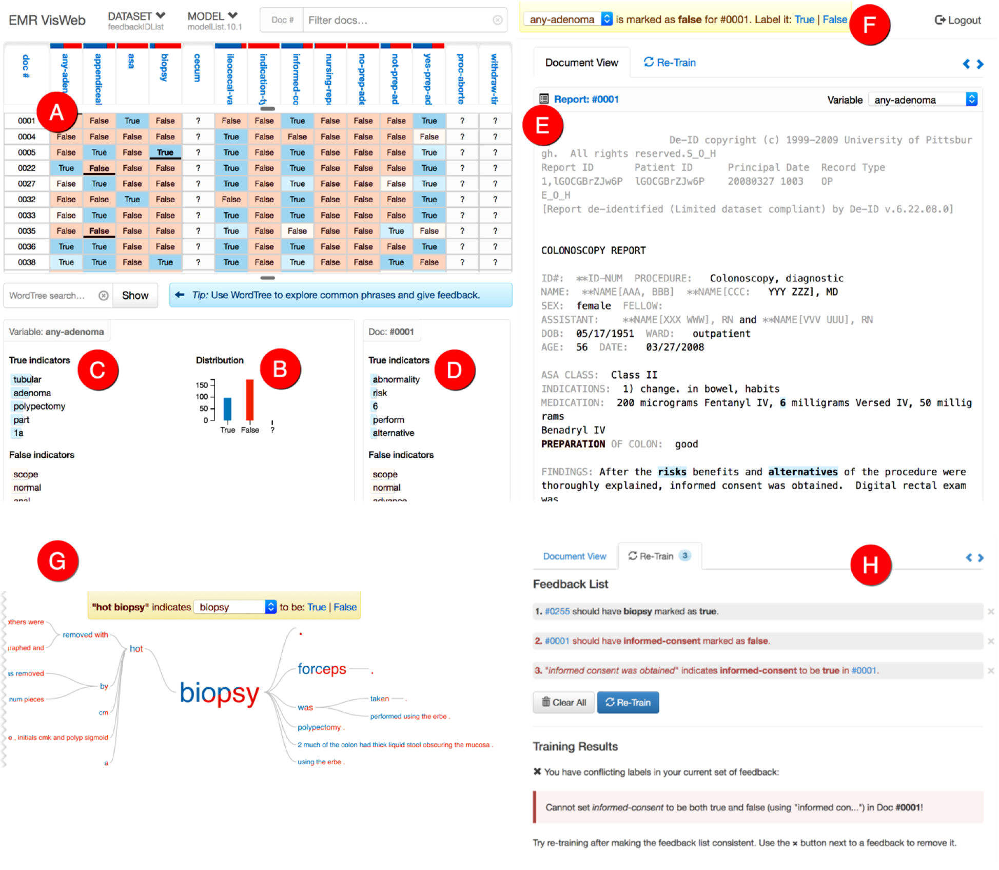 EMR VisWeb
DATASET
feedbackIDList
MODEL
modelList.10.1
Doc #
Filter docs...
any-adenoma is marked as false for #0001. Label it: True | False
F
Logout
doc #
any-aden
appendiceal
asa
biopsy
cecum
ileocecal-va
indication-ty
informed-co
nursing-repo
no-prep-ade
not-prep-ad
yes-prep-ad
proc-aborte
withdraw-tir
A
0001 False True False ? False False True False False False True ? ?
0004 False False False False ? True False False False False False False ? ?
0005 False True False True ? True False True False False False True ? ?
0022 True False False False ? True False True False False False True ? ?
0027 False True False False ? True False True False False False True ? ?
0032 False False True False ? False False True False False False True ? ?
0033 False True False False ? True False True False False False True ? ?
0035 False False False False ? True False False False False True False ? ?
0036 True True False False ? True False True False False False True ? ?
0038 True True False True ? True False True False False True False ? ?
WordTree search...
Show
Tip: Use WordTree to explore common phrases and give feedback.
Variable: any-adenoma
True indicators
C
tubular
adenoma
polypectomy
part
1a
False indicators
scope
normal
anal
Distribution
B
150
100
50
0
True False ?
Doc: #0001
True indicators
D
abnormality
risk
6
perform
alternative
False indicators
scope
normal
advance
Document View
Re-Train
Report: #0001
Variable any-adenoma
E
De-ID copyright (c) 1999-2009 University of Pittsbur
gh. All rights reserved.S_O_H
Report ID Patient ID Principal Date Record Type
1,lGOCGBrZJw6P lGOCGBrZJw6P 20080327 1003 OP
E_O_H
[Report de-identified (Limited dataset compliant) by De-ID v.6.22.08.0]
COLONOSCOPY REPORT
ID#: **ID-NUM PROCEDURE: Colonoscopy, diagnostic
NAME: **NAME[AAA, BBB] **NAME[CCC: YYY ZZZ], MD
SEX: female FELLOW:
ASSISTANT: **NAME[XXX WWW], RN and **NAME[VVV UUU], RN
DOB: 05/17/1951 WARD: outpatient
AGE: 56 DATE: 03/27/2008
ASA CLASS: Class II
INDICATIONS: 1) change. in bowel, habits
MEDICATION: 200 micrograms Fentanyl IV, 6 milligrams Versed IV, 50 millig
rams
Benadryl IV
PREPARATION OF COLON: good
FINDINGS: After the risks benefits and alternatives of the procedure were
thoroughly explained, informed consent was obtained. Digital rectal exam
was
G
"hot biopsy" indicates biopsy to be: True | False
others were
removed with
graphed and
hot
as removed
by
num pieces
cm
e , initials cmk and polyp sigmoid
a
biopsy
.
forceps .
was
taken .
performed using the erbe .
polypectomy .
2 much of the colon had thick liquid stool obscuring the mucosa .
using the erbe .
Document View
Re-Train 3
H
Feedback List
1. #0255 should have biopsy marked as true.
2. #0001 should have informed-consent marked as false.
3. "informed consent was obtained" indicates informed-consent to be true in #0001.
Clear All
Re-Train
Training Results
✖ You have conflicting labels in your current set of feedback:
Cannot set informed-consent to be both true and false (using "informed con...") in Doc #0001!
Try re-training after making the feedback list consistent. Use the × button next to a feedback to remove it.